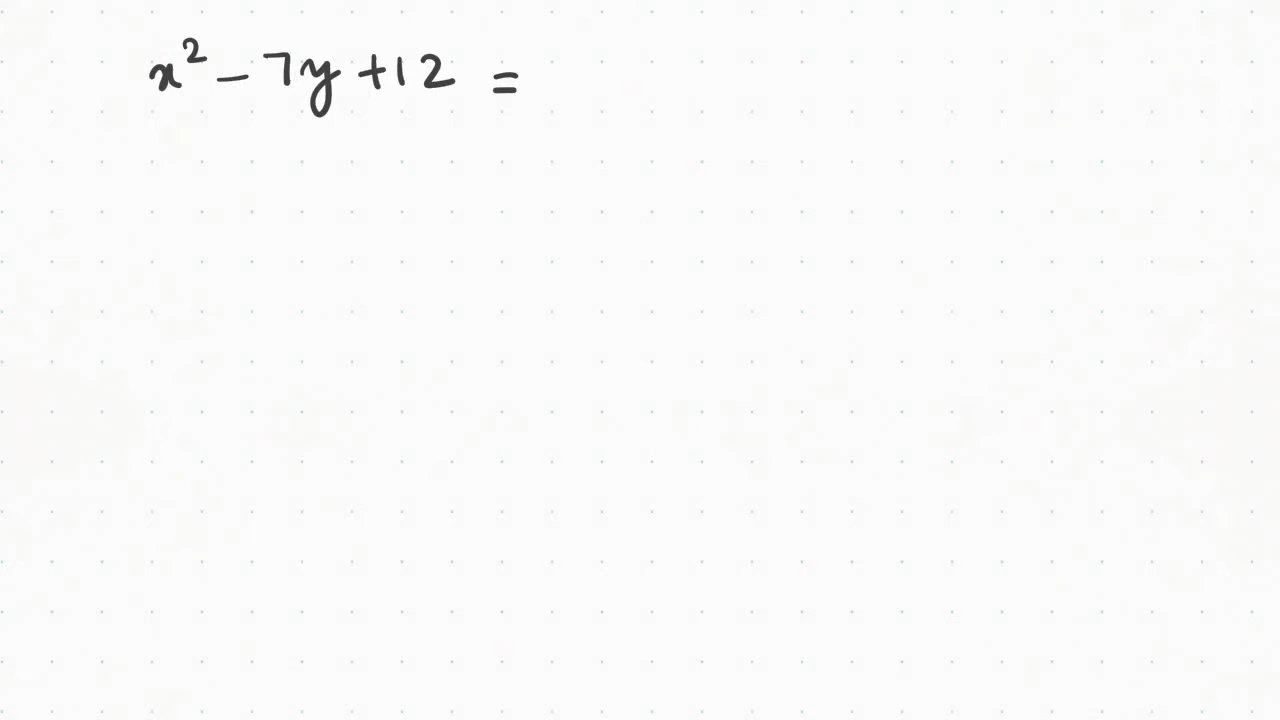 x² - 7y + 12 =